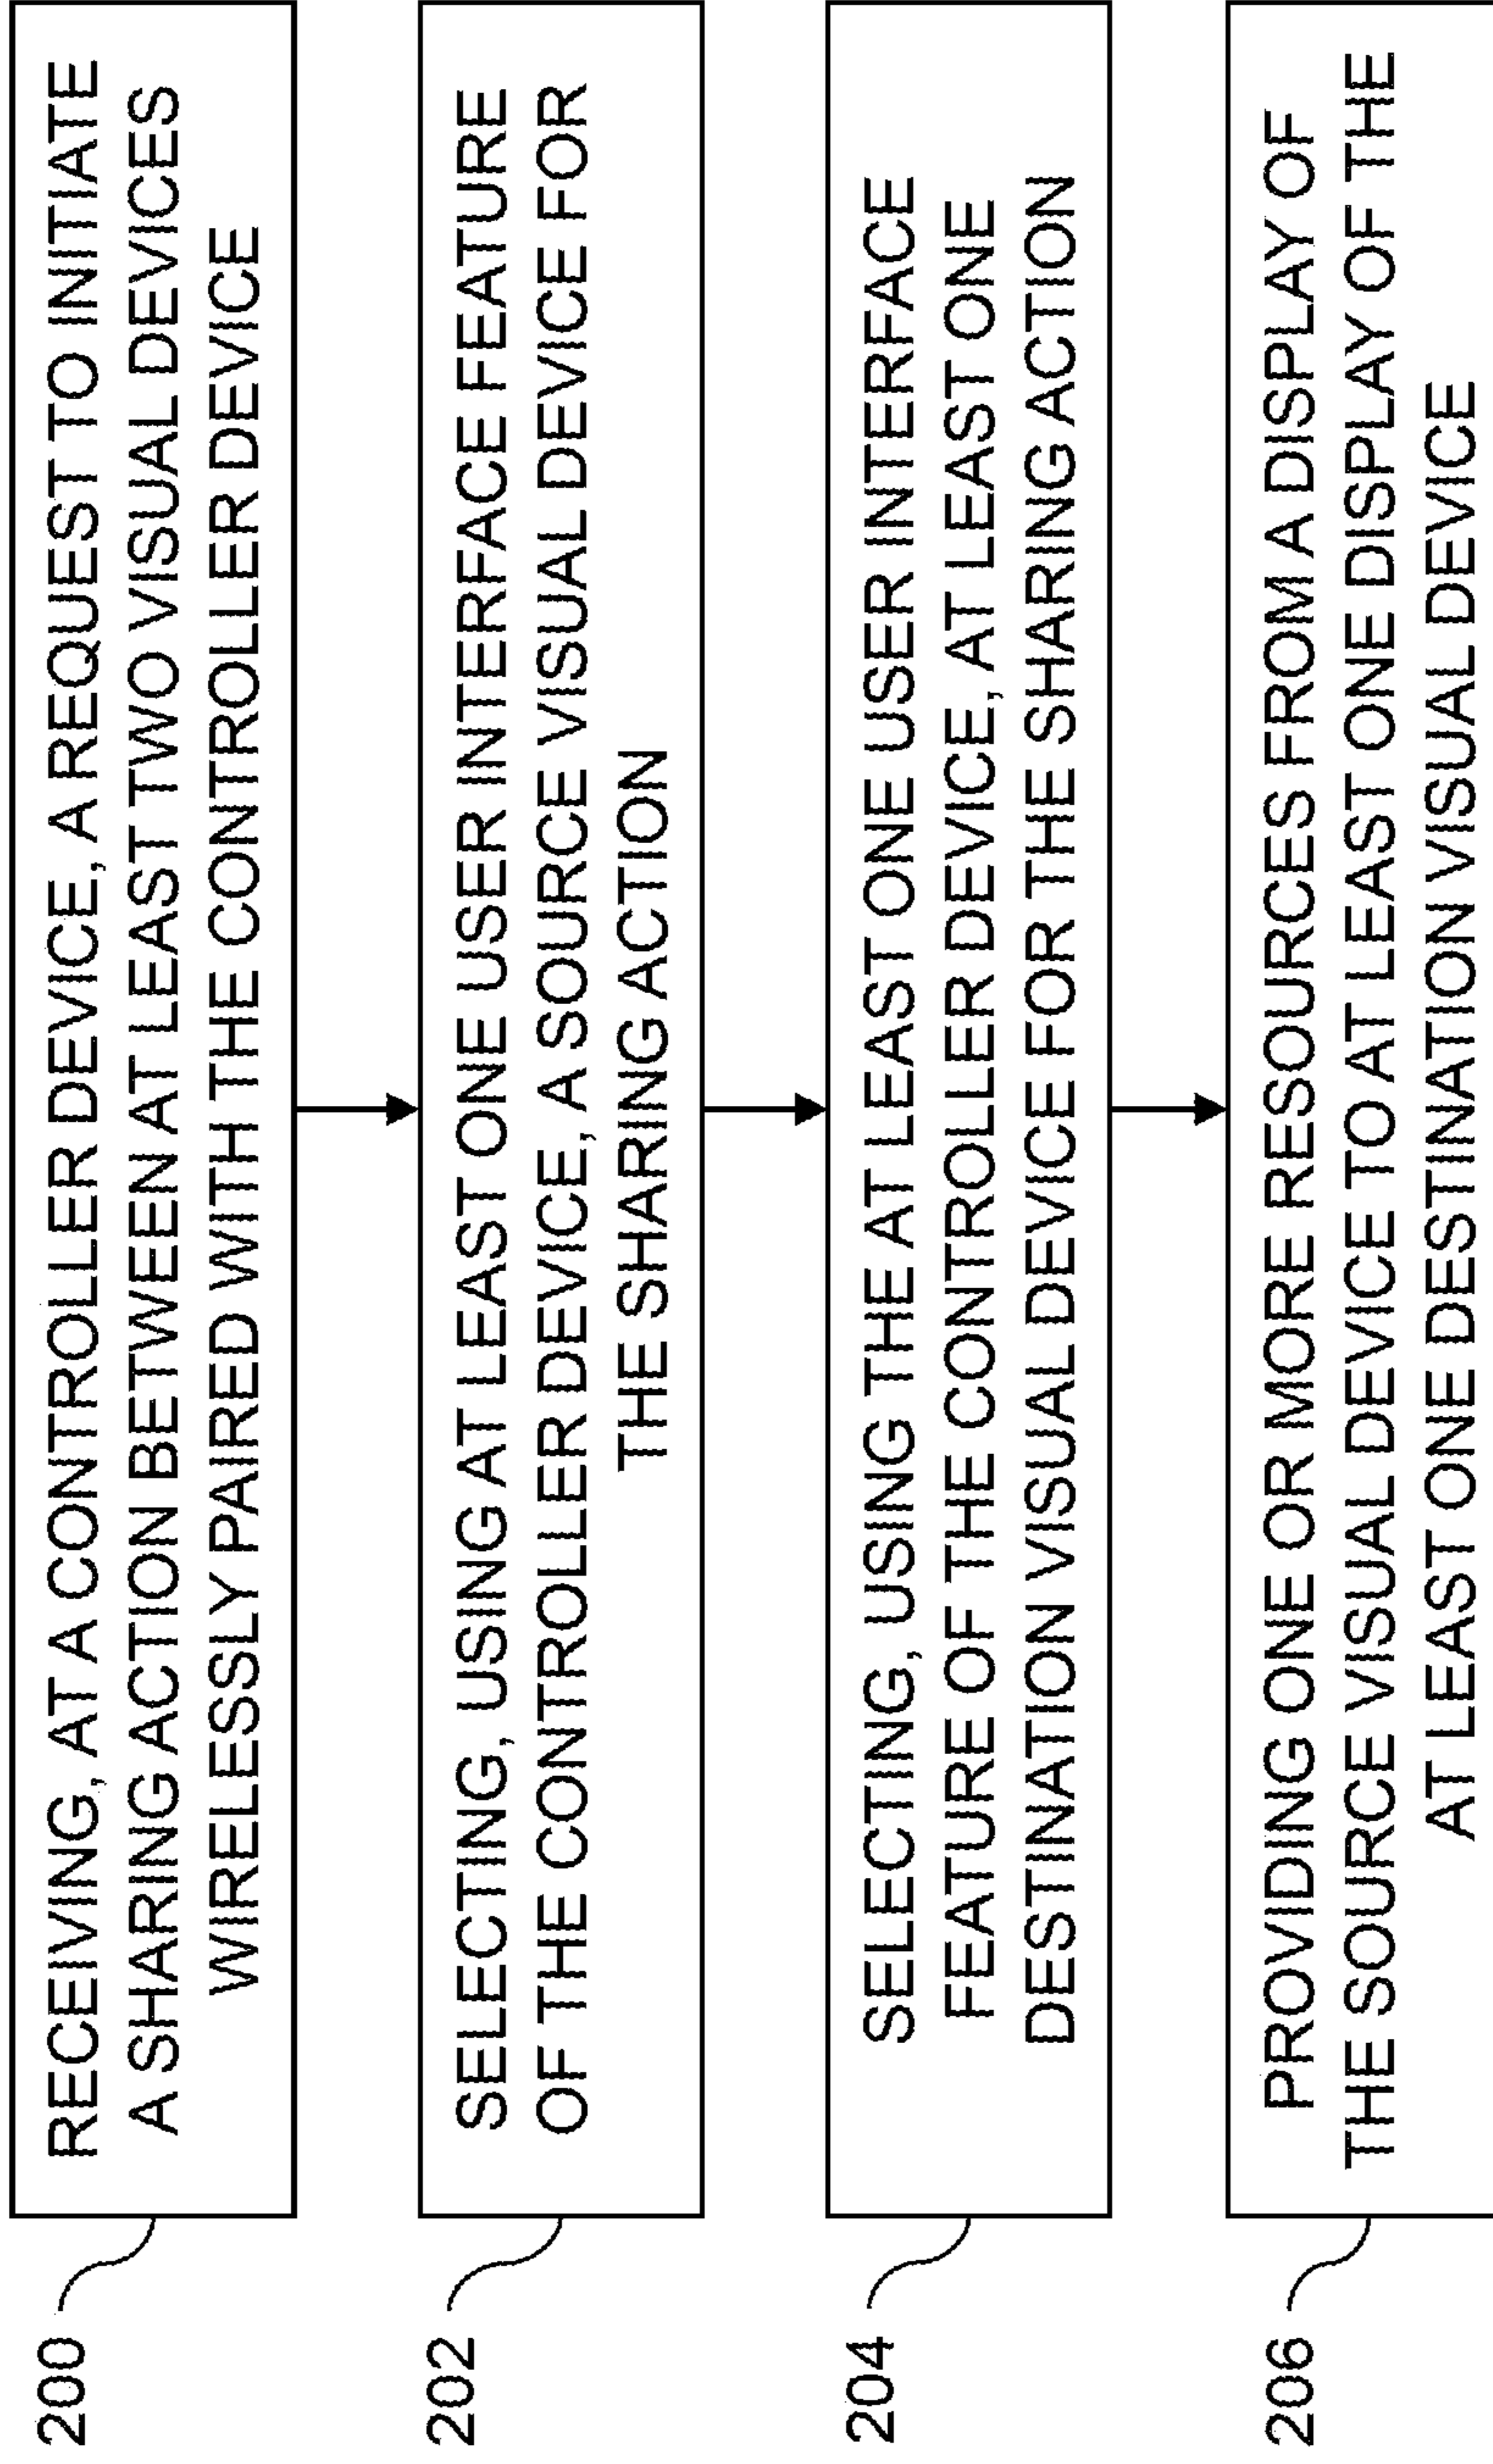 200
RECEIVING, AT A CONTROLLER DEVICE, A REQUEST TO INITIATE
A SHARING ACTION BETWEEN AT LEAST TWO VISUAL DEVICES
WIRELESSLY PAIRED WITH THE CONTROLLER DEVICE
202
SELECTING, USING AT LEAST ONE USER INTERFACE FEATURE
OF THE CONTROLLER DEVICE, A SOURCE VISUAL DEVICE FOR
THE SHARING ACTION
204
SELECTING, USING THE AT LEAST ONE USER INTERFACE
FEATURE OF THE CONTROLLER DEVICE, AT LEAST ONE
DESTINATION VISUAL DEVICE FOR THE SHARING ACTION
206
PROVIDING ONE OR MORE RESOURCES FROM A DISPLAY OF
THE SOURCE VISUAL DEVICE TO AT LEAST ONE DISPLAY OF THE
AT LEAST ONE DESTINATION VISUAL DEVICE